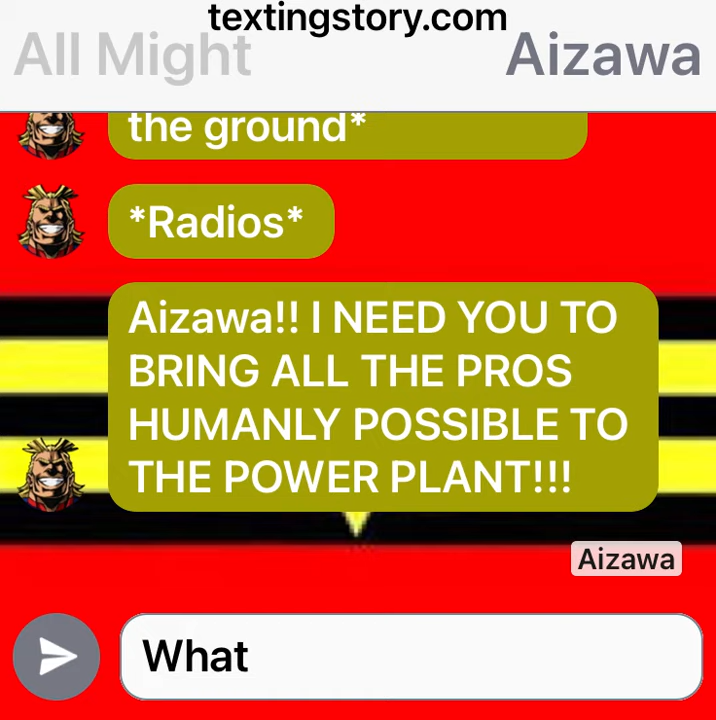 textingstory.com
All Might
Aizawa
the ground*
*Radios*
Aizawa!! I NEED YOU TO
BRING ALL THE PROS
HUMANLY POSSIBLE TO
THE POWER PLANT!!!
Aizawa
What